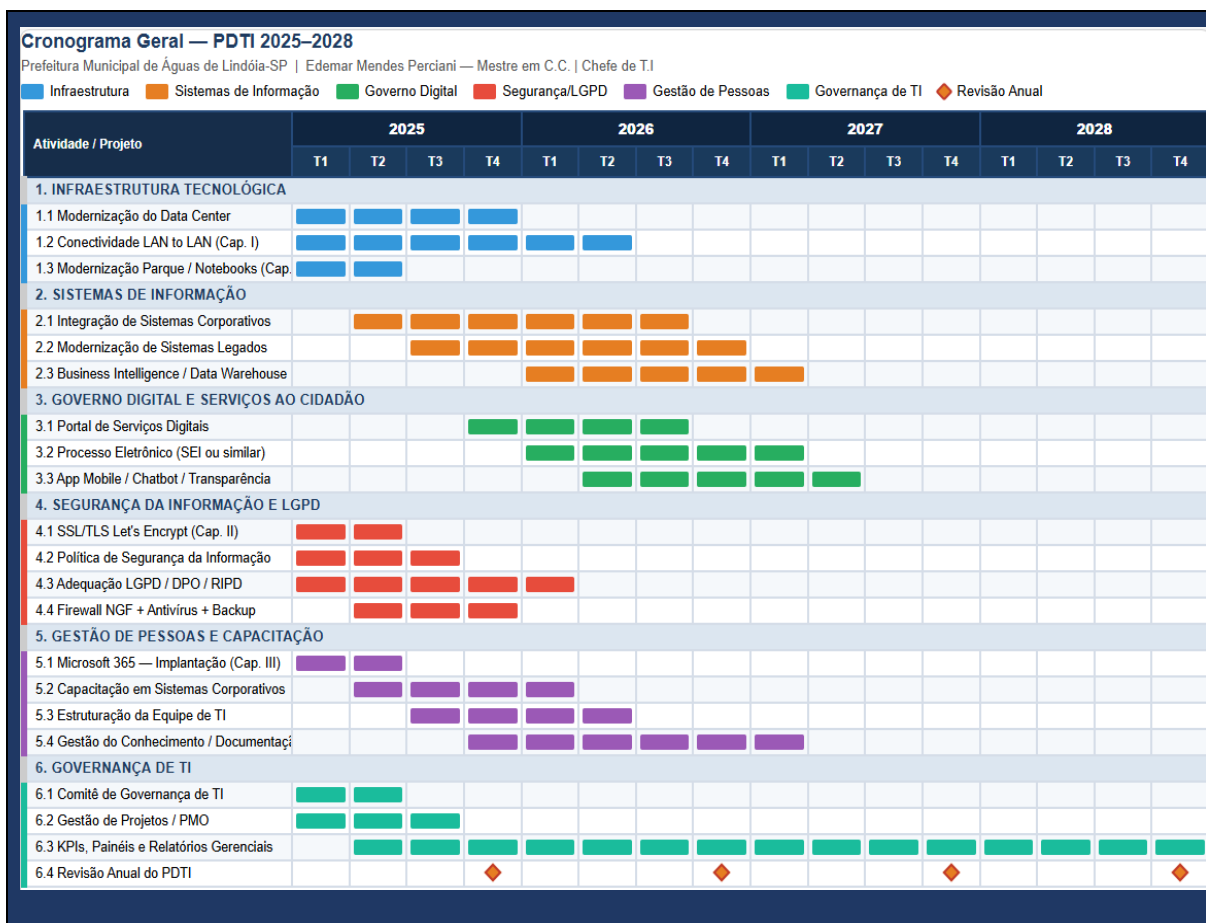 Cronograma Geral — PDTI 2025–2028
Prefeitura Municipal de Águas de Lindóia-SP | Edemar Mendes Perciani — Mestre em C.C. | Chefe de T.I
Infraestrutura Sistemas de Informação Governo Digital Segurança/LGPD Gestão de Pessoas Governança de TI Revisão Anual
Atividade / Projeto 2025 2026 2027 2028
T1 T2 T3 T4 T1 T2 T3 T4 T1 T2 T3 T4 T1 T2 T3 T4
1. INFRAESTRUTURA TECNOLÓGICA
1.1 Modernização do Data Center
1.2 Conectividade LAN to LAN (Cap. I)
1.3 Modernização Parque / Notebooks (Cap.
2. SISTEMAS DE INFORMAÇÃO
2.1 Integração de Sistemas Corporativos
2.2 Modernização de Sistemas Legados
2.3 Business Intelligence / Data Warehouse
3. GOVERNO DIGITAL E SERVIÇOS AO CIDADÃO
3.1 Portal de Serviços Digitais
3.2 Processo Eletrônico (SEI ou similar)
3.3 App Mobile / Chatbot / Transparência
4. SEGURANÇA DA INFORMAÇÃO E LGPD
4.1 SSL/TLS Let's Encrypt (Cap. II)
4.2 Política de Segurança da Informação
4.3 Adequação LGPD / DPO / RIPD
4.4 Firewall NGF + Antivírus + Backup
5. GESTÃO DE PESSOAS E CAPACITAÇÃO
5.1 Microsoft 365 — Implantação (Cap. III)
5.2 Capacitação em Sistemas Corporativos
5.3 Estruturação da Equipe de TI
5.4 Gestão do Conhecimento / Documentaçã
6. GOVERNANÇA DE TI
6.1 Comitê de Governança de TI
6.2 Gestão de Projetos / PMO
6.3 KPIs, Painéis e Relatórios Gerenciais
6.4 Revisão Anual do PDTI